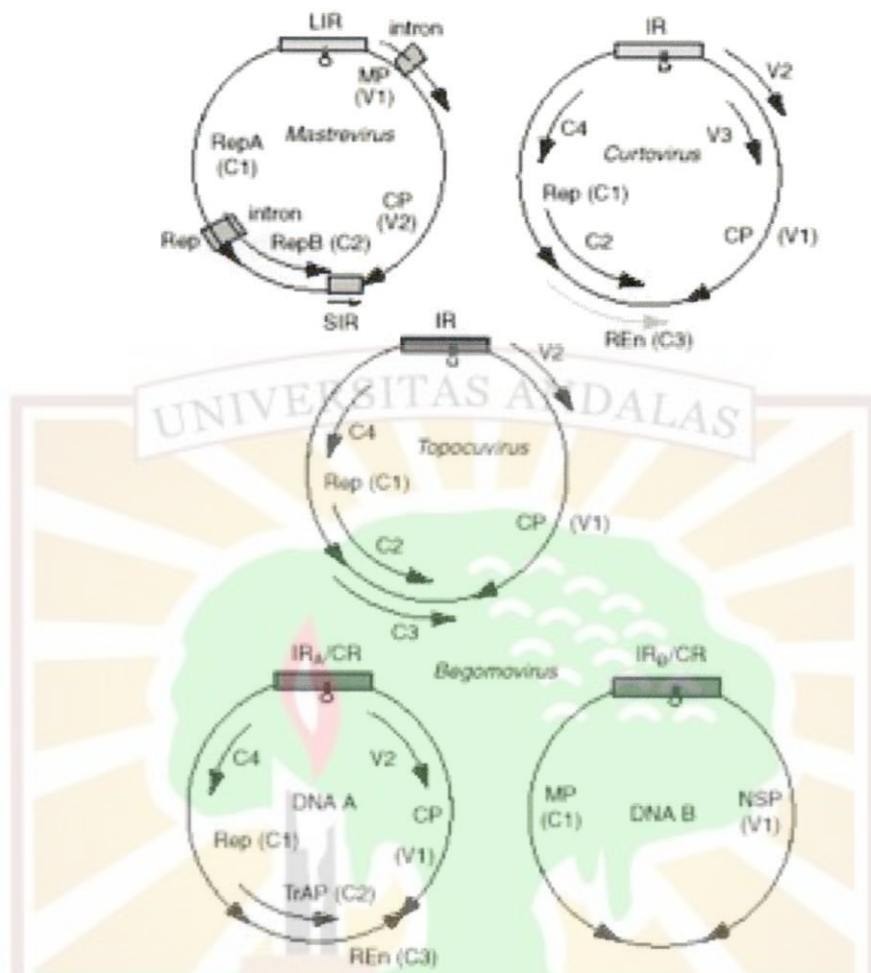 LIR
intron
MP
(V1)
Mastrevirus
RepA
(C1)
CP
(V2)
intron
Rep
RepB (C2)
SIR
IR
V2
C4
V3
Curtovirus
Rep (C1)
C2
CP (V1)
REn (C3)
IR
V2
UNIVERSITAS ANDALAS
C4
Topocuvirus
Rep (C1)
CP (V1)
C2
C3
Begomovirus
IRA/CR
C4
V2
DNA A
CP
(V1)
Rep (C1)
TrAP (C2)
REn (C3)
IRB/CR
MP
(C1)
DNA B
NSP
(V1)